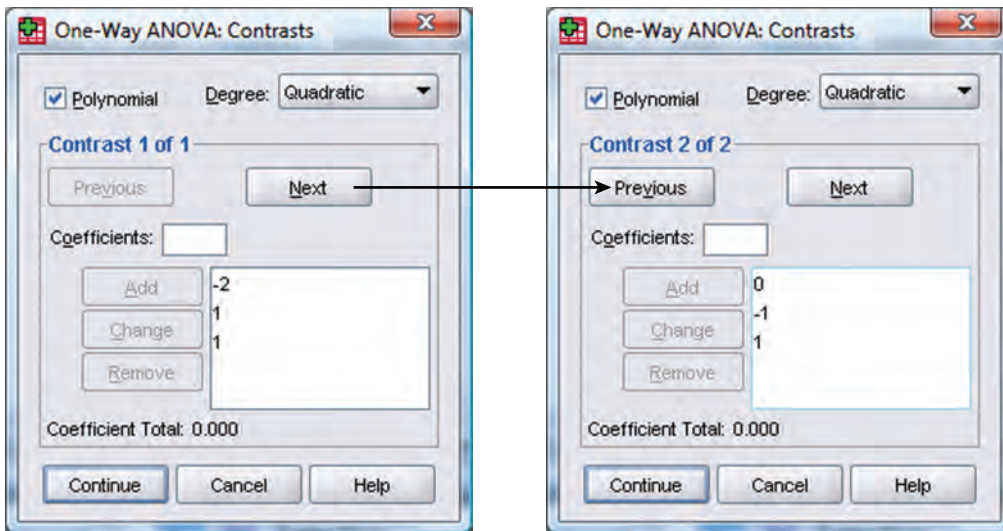 One-Way ANOVA: Contrasts
Polynomial
Degree: Quadratic
Contrast 1 of 1
Previous
Next
Coefficients:
Add
Change
Remove
-2
1
1
Coefficient Total: 0.000
Continue
Cancel
Help
One-Way ANOVA: Contrasts
Polynomial
Degree: Quadratic
Contrast 2 of 2
Previous
Next
Coefficients:
Add
Change
Remove
0
-1
1
Coefficient Total: 0.000
Continue
Cancel
Help